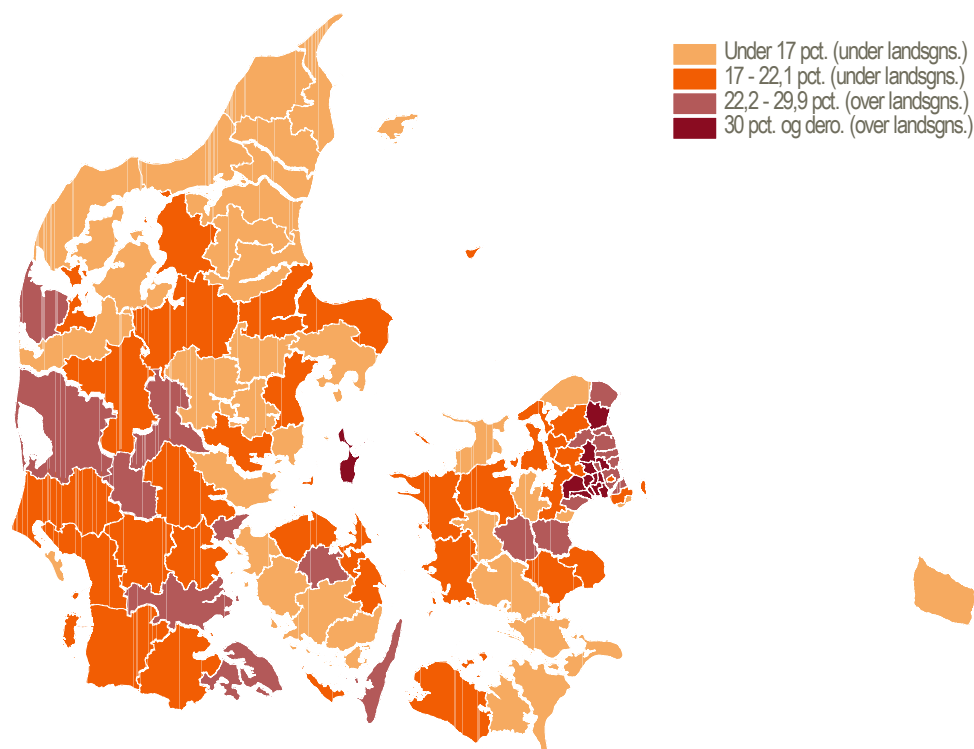 Under 17 pct. (under landsgns.)
17 - 22,1 pct. (under landsgns.)
22,2 - 29,9 pct. (over landsgns.)
30 pct. og dero. (over landsgns.)